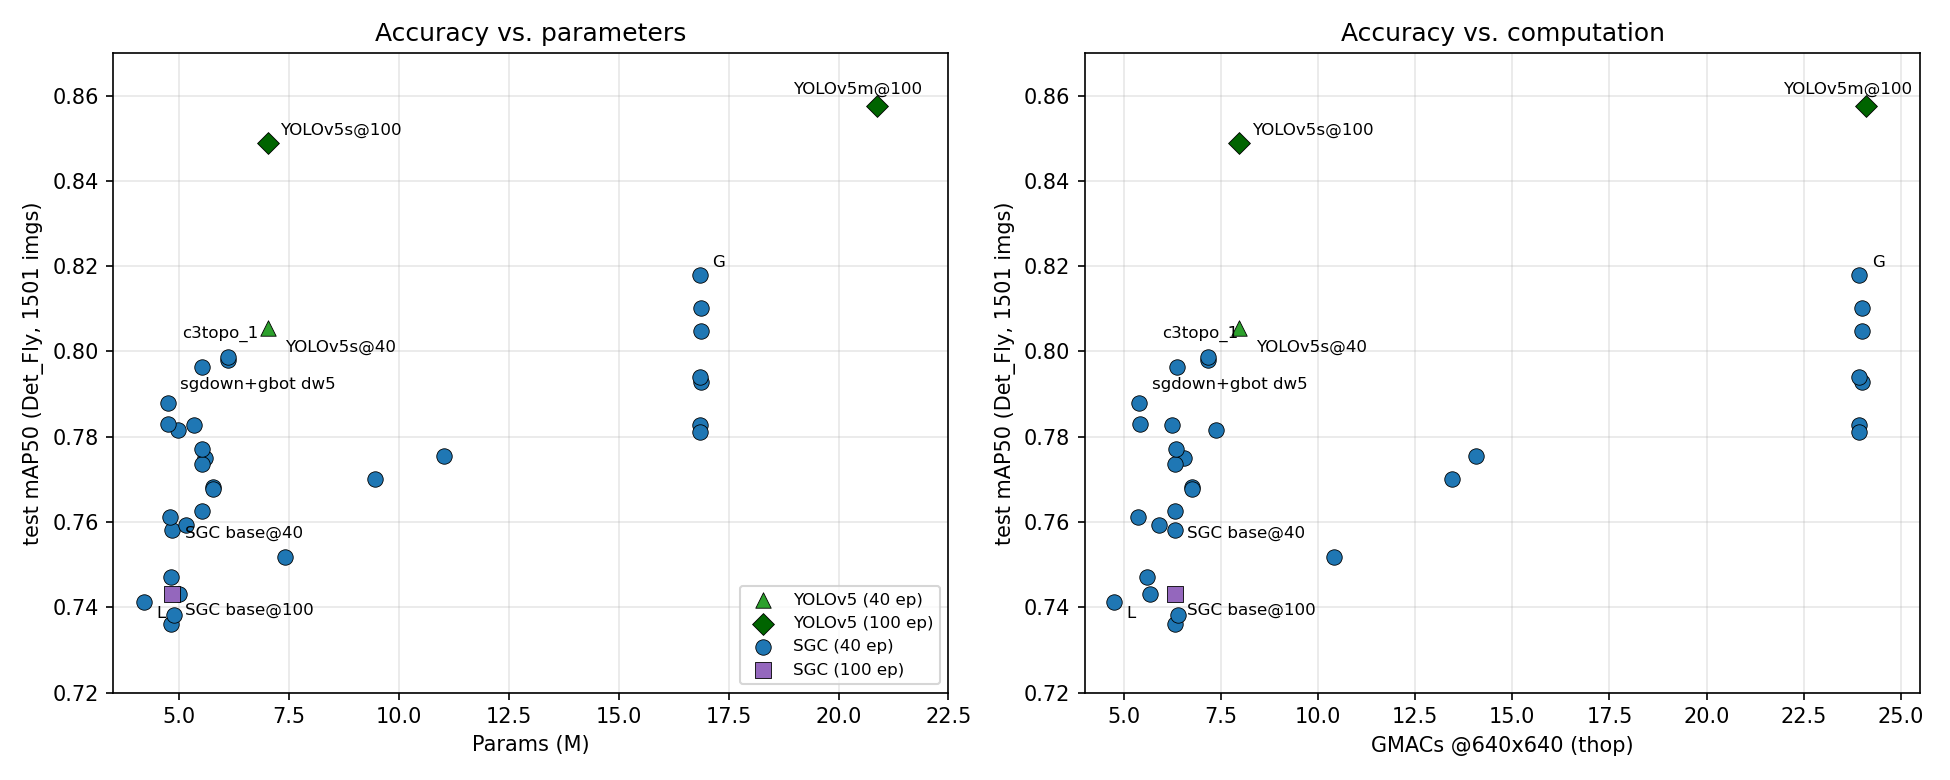 Accuracy vs. parameters
test mAP50 (Det_Fly, 1501 imgs)
0.86
0.84
0.82
0.80
0.78
0.76
0.74
0.72
YOLOv5m@100
YOLOv5s@100
G
c3topo_1
YOLOv5s@40
sgdown+gbot dw5
SGC base@40
L
SGC base@100
YOLOv5 (40 ep)
YOLOv5 (100 ep)
SGC (40 ep)
SGC (100 ep)
5.0 7.5 10.0 12.5 15.0 17.5 20.0 22.5
Params (M)
Accuracy vs. computation
test mAP50 (Det_Fly, 1501 imgs)
0.86
0.84
0.82
0.80
0.78
0.76
0.74
0.72
YOLOv5m@100
YOLOv5s@100
G
c3topo_1
YOLOv5s@40
sgdown+gbot dw5
SGC base@40
SGC base@100
L
5.0 7.5 10.0 12.5 15.0 17.5 20.0 22.5 25.0
GMACs @640x640 (thop)